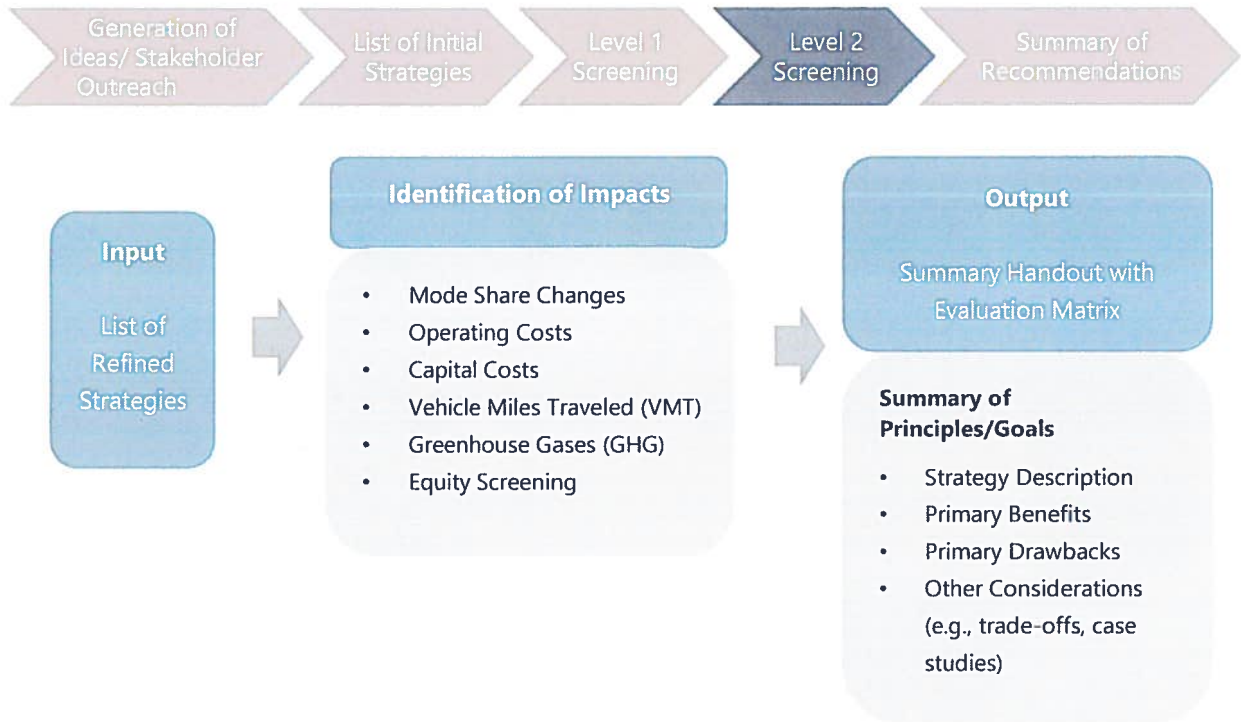 Generation of
Ideas/ Stakeholder
Outreach
List of Initial
Strategies
Level 1
Screening
Level 2
Screening
Summary of
Recommendations
Input
List of
Refined
Strategies
Identification of Impacts
• Mode Share Changes
• Operating Costs
• Capital Costs
• Vehicle Miles Traveled (VMT)
• Greenhouse Gases (GHG)
• Equity Screening
Output
Summary Handout with
Evaluation Matrix
Summary of
Principles/Goals
• Strategy Description
• Primary Benefits
• Primary Drawbacks
• Other Considerations
(e.g., trade-offs, case
studies)